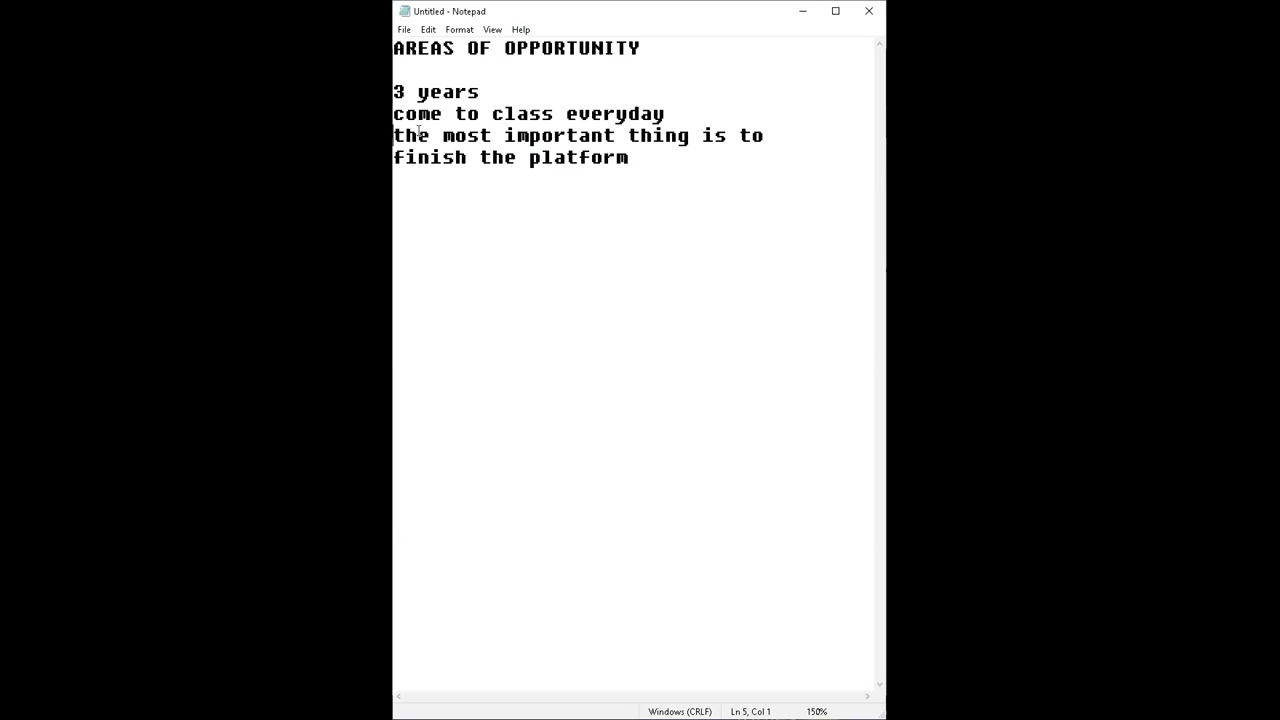 Untitled - Notepad
File Edit Format View Help
AREAS OF OPPORTUNITY
3 years
come to class everyday
the most important thing is to
finish the platform
Windows (CRLF) Ln 5, Col 1 150%